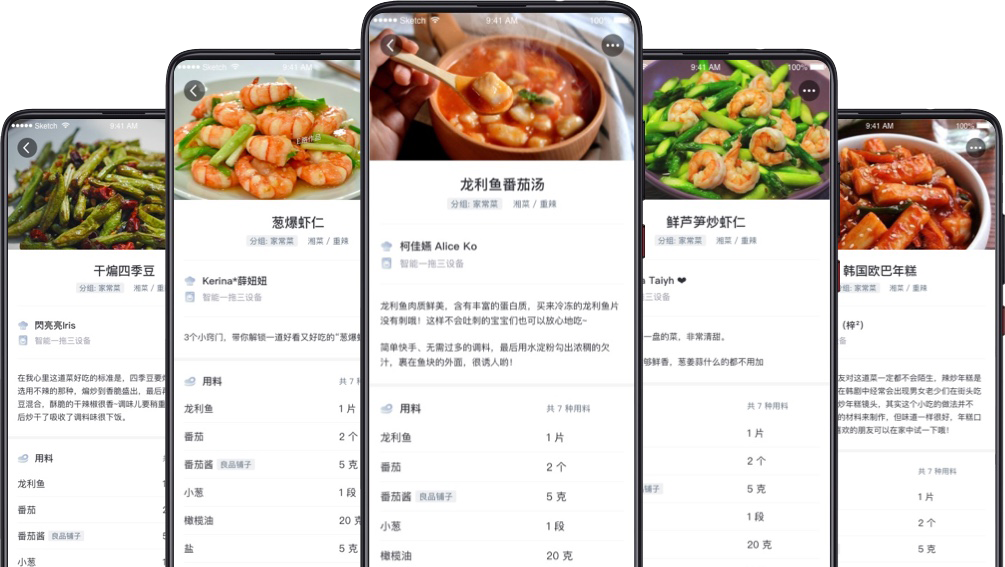 Sketch
9:41 AM
干煸四季豆
分组: 家常菜
湘菜 / 重
閃亮亮Iris
智能一拖三设备
在我心里这道菜好吃的标准是,四季豆要
选用不辣的那种,煸炒到香脆盛出,最后
豆混合。酥脆的干辣椒很香~调味儿要稍重
后炒干了吸收了调料味很下饭。
用料
龙利鱼
番茄
番茄酱 良品铺子
小葱
Sketch
9:41 AM
葱爆虾仁
分组: 家常菜
湘菜 / 重辣
Kerina*薛妞妞
智能一拖三设备
3个小窍门,带你解锁一道好看又好吃的"葱爆
用料
共 7 种
龙利鱼
1 片
番茄
2 个
番茄酱 良品铺子
5 克
小葱
1 段
橄榄油
20 克
盐
5 克
Sketch
9:41 AM
100%
龙利鱼番茄汤
分组: 家常菜
湘菜 / 重辣
柯佳嬿 Alice Ko
智能一拖三设备
龙利鱼肉质鲜美,含有丰富的蛋白质,买来冷冻的龙利鱼片
没有刺哦!这样不会吐刺的宝宝们也可以放心地吃~
简单快手,无需过多的调料,最后用水淀粉勾出浓稠的欠
汁,裹在鱼块的外面,很诱人哟!
用料
共 7 种用料
龙利鱼
1 片
番茄
2 个
番茄酱 良品铺子
5 克
小葱
1 段
橄榄油
20 克
9:41 AM
100%
鲜芦笋炒虾仁
分组: 家常菜
湘菜 / 重辣
Taiyh ❤
三设备
一盘的菜,非常清甜。
鲜香,葱姜蒜什么的都不用加
共 7 种用料
1 片
2 个
铺子
5 克
1 段
20 克
9:41 AM
100%
韩国欧巴年糕
组: 家常菜
湘菜 / 重辣
(梓²)
备
友对这道菜一定都不会陌生,辣炒年糕是
在韩剧中经常会出现男女老少们在街头吃
炒年糕镜头,其实这个小吃的做法并不
的材料来制作,但味道一样很好,年糕口
喜欢的朋友可以在家中试一下哦!
共 7 种用料
1 片
2 个
5 克